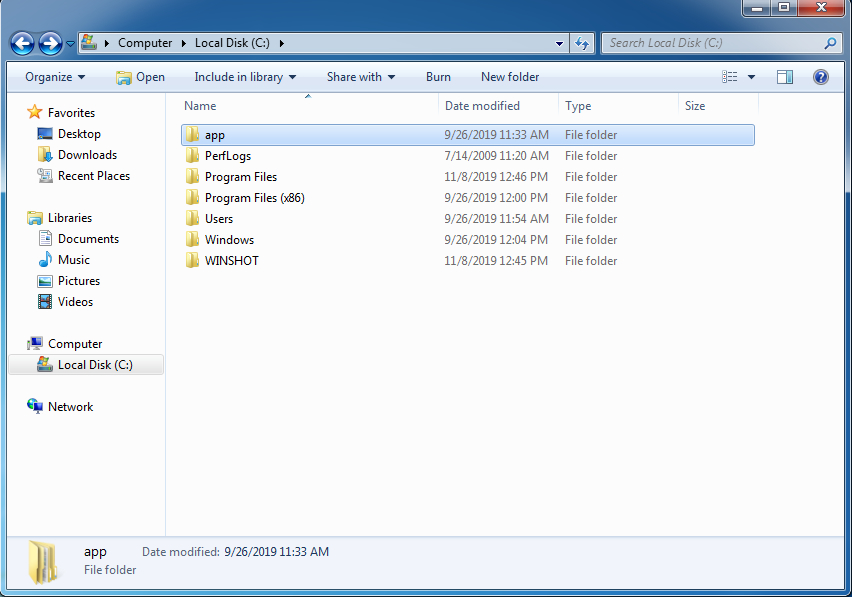 Computer Local Disk (C:) Search Local Disk (C:)
Organize Open Include in library Share with Burn New folder
Name Date modified Type Size
Favorites
Desktop
Downloads
Recent Places
Libraries
Documents
Music
Pictures
Videos
Computer
Local Disk (C:)
Network
app 9/26/2019 11:33 AM File folder
PerfLogs 7/14/2009 11:20 AM File folder
Program Files 11/8/2019 12:46 PM File folder
Program Files (x86) 9/26/2019 12:00 PM File folder
Users 9/26/2019 11:54 AM File folder
Windows 9/26/2019 12:04 PM File folder
WINSHOT 11/8/2019 12:45 PM File folder
app Date modified: 9/26/2019 11:33 AM
File folder